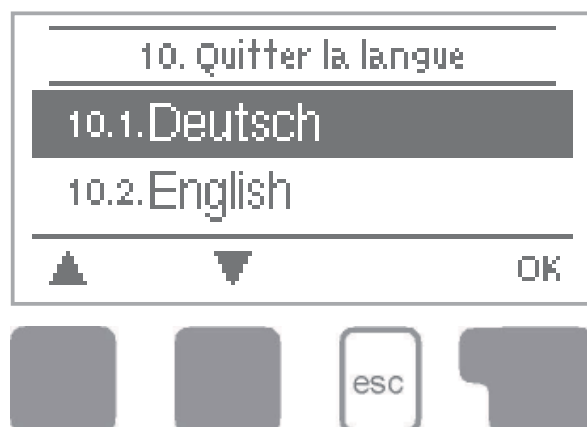 10. Quitter la langue
10.1.Deutsch
10.2.English
OK
esc